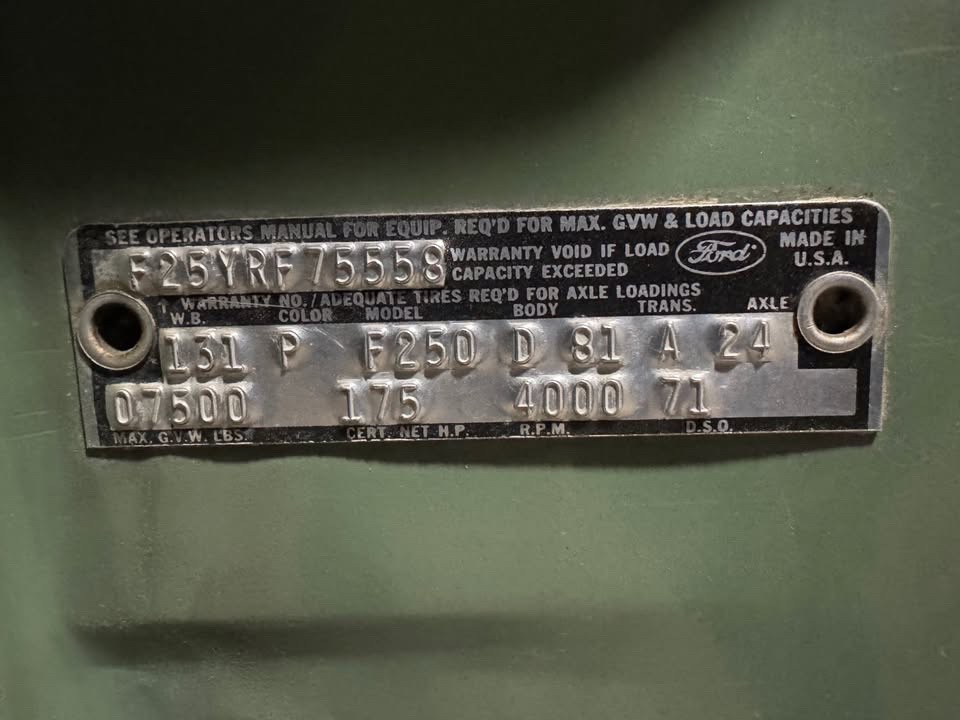 SEE OPERATORS MANUAL FOR EQUIP. REQ'D FOR MAX. GVW & LOAD CAPACITIES
F25YRF75558 WARRANTY VOID IF LOAD CAPACITY EXCEEDED Ford MADE IN U.S.A.
WARRANTY NO./ADEQUATE TIRES REQ'D FOR AXLE LOADINGS
W.B. COLOR MODEL BODY TRANS. AXLE
131 P F250 D 81 A 24
07500 175 4000 71
MAX. G.V.W. LBS. CERT. NET H.P. R.P.M. D.S.O.